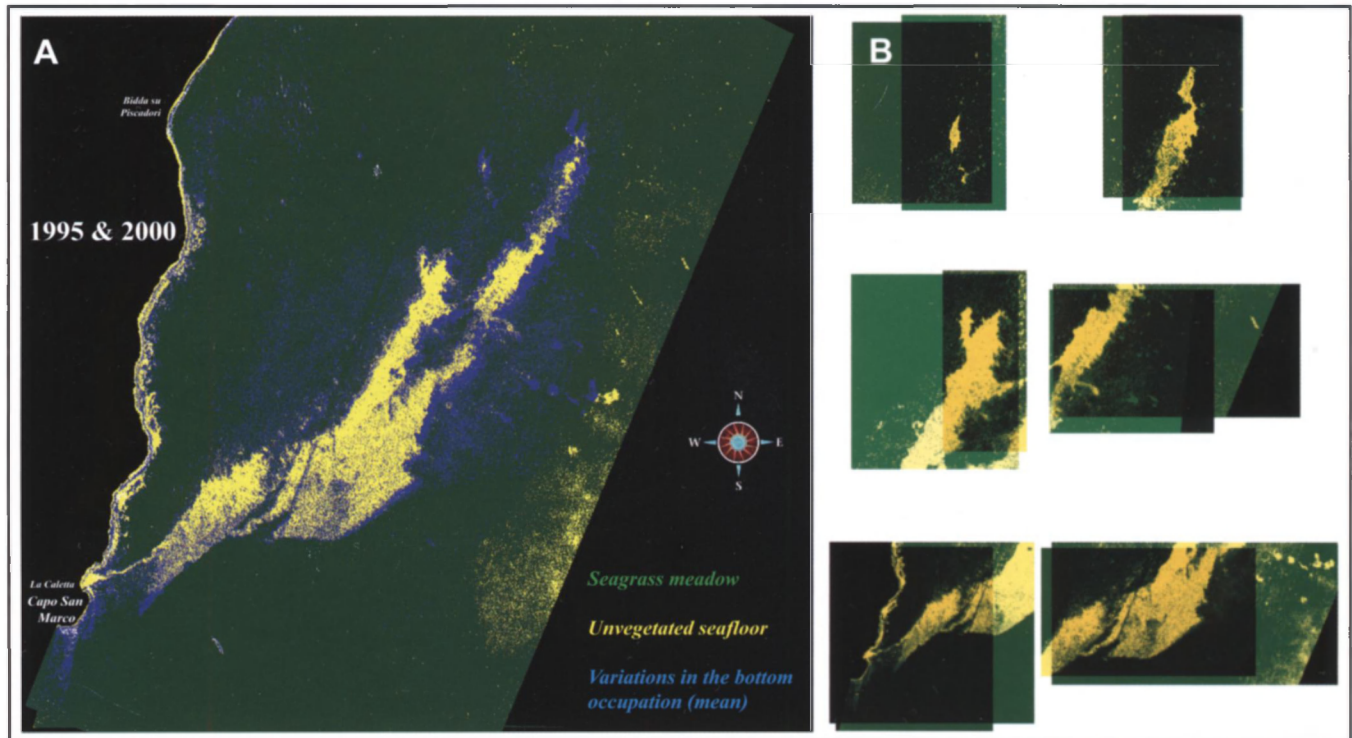 A
B
Bidda su
Piscadori
1995 & 2000
N
W
E
S
La Caletta
Capo San
Marco
Seagrass meadow
Unvegetated seafloor
Variations in the bottom
occupation (mean)